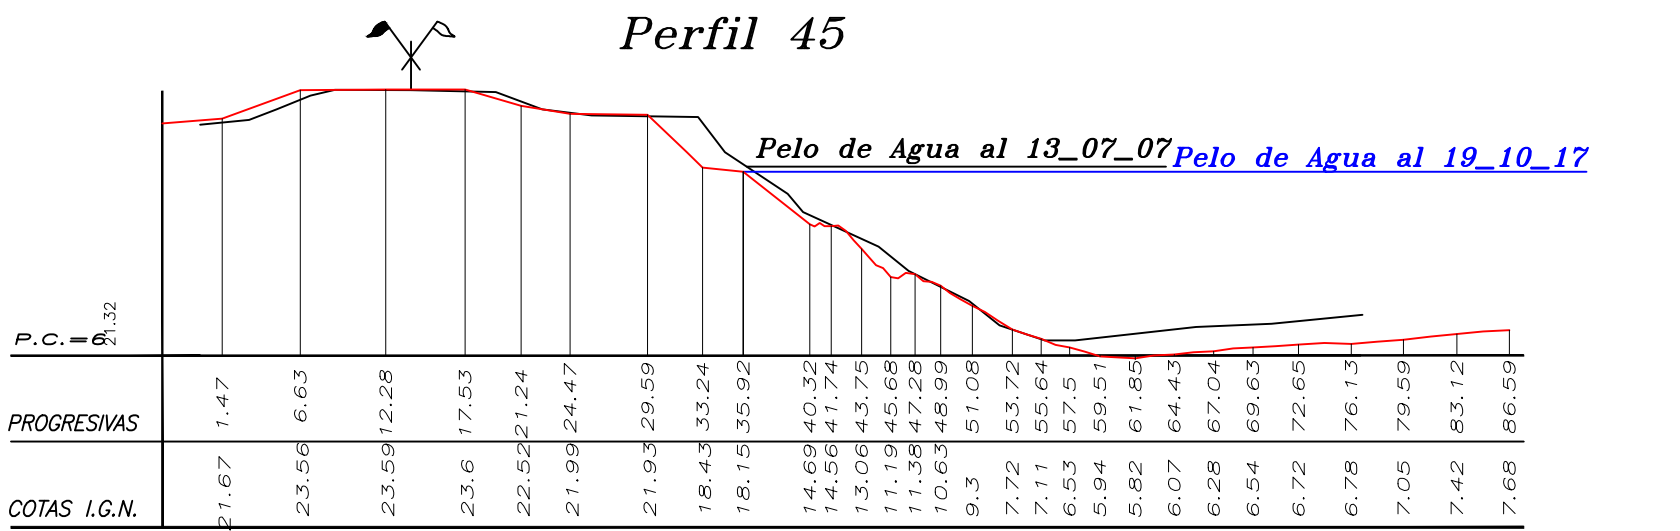 Perfil 45
Pelo de Agua al 13_07_07
Pelo de Agua al 19_10_17
21.32
P.C.=6
PROGRESIVAS 1.47 6.63 12.28 17.53 21.24 24.47 29.59 33.24 35.92 40.32 41.74 43.75 45.68 47.28 48.99 51.08 53.72 55.64 57.5 59.51 61.85 64.43 67.04 69.63 72.65 76.13 79.59 83.12 86.59
COTAS I.G.N. 21.67 23.56 23.59 23.6 22.52 21.99 21.93 18.43 18.15 14.69 14.56 13.06 11.19 11.38 10.63 9.3 7.72 7.11 6.53 5.94 5.82 6.07 6.28 6.54 6.72 6.78 7.05 7.42 7.68